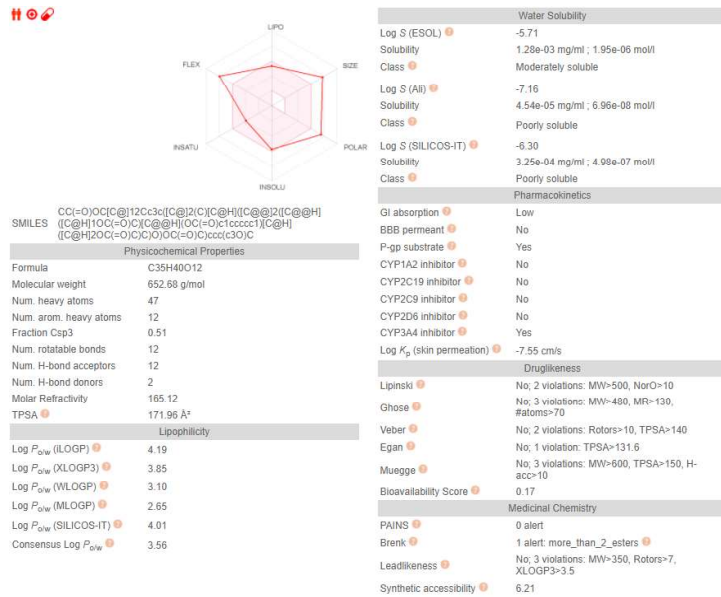 LIPO
FLEX
SIZE
INSATU
POLAR
INSOLU
SMILES CC(=O)OC[C@]12Cc3c([C@]2(C)[C@H]([C@@]2([C@@H]
([C@H]1OC(=O)C)[C@@H](OC(=O)c1ccccc1)[C@H]
([C@H]2OC(=O)C)C)O)OC(=O)C)ccc(c3O)C
Physicochemical Properties
Formula C35H40O12
Molecular weight 652.68 g/mol
Num. heavy atoms 47
Num. arom. heavy atoms 12
Fraction Csp3 0.51
Num. rotatable bonds 12
Num. H-bond acceptors 12
Num. H-bond donors 2
Molar Refractivity 165.12
TPSA ? 171.96 Å²
Lipophilicity
Log Po/w (iLOGP) ? 4.19
Log Po/w (XLOGP3) ? 3.85
Log Po/w (WLOGP) ? 3.10
Log Po/w (MLOGP) ? 2.65
Log Po/w (SILICOS-IT) ? 4.01
Consensus Log Po/w ? 3.56
Water Solubility
Log S (ESOL) ? -5.71
Solubility 1.28e-03 mg/ml ; 1.95e-06 mol/l
Class ? Moderately soluble
Log S (Ali) ? -7.16
Solubility 4.54e-05 mg/ml ; 6.96e-08 mol/l
Class ? Poorly soluble
Log S (SILICOS-IT) ? -6.30
Solubility 3.25e-04 mg/ml ; 4.98e-07 mol/l
Class ? Poorly soluble
Pharmacokinetics
GI absorption ? Low
BBB permeant ? No
P-gp substrate ? Yes
CYP1A2 inhibitor ? No
CYP2C19 inhibitor ? No
CYP2C9 inhibitor ? No
CYP2D6 inhibitor ? No
CYP3A4 inhibitor ? Yes
Log Kp (skin permeation) ? -7.55 cm/s
Druglikeness
Lipinski ? No; 2 violations: MW>500, NorO>10
Ghose ? No; 3 violations: MW>480, MR>130,
#atoms>70
Veber ? No; 2 violations: Rotors>10, TPSA>140
Egan ? No; 1 violation: TPSA>131.6
Muegge ? No; 3 violations: MW>600, TPSA>150, H-
acc>10
Bioavailability Score ? 0.17
Medicinal Chemistry
PAINS ? 0 alert
Brenk ? 1 alert: more_than_2_esters ?
Leadlikeness ? No; 3 violations: MW>350, Rotors>7,
XLOGP3>3.5
Synthetic accessibility ? 6.21